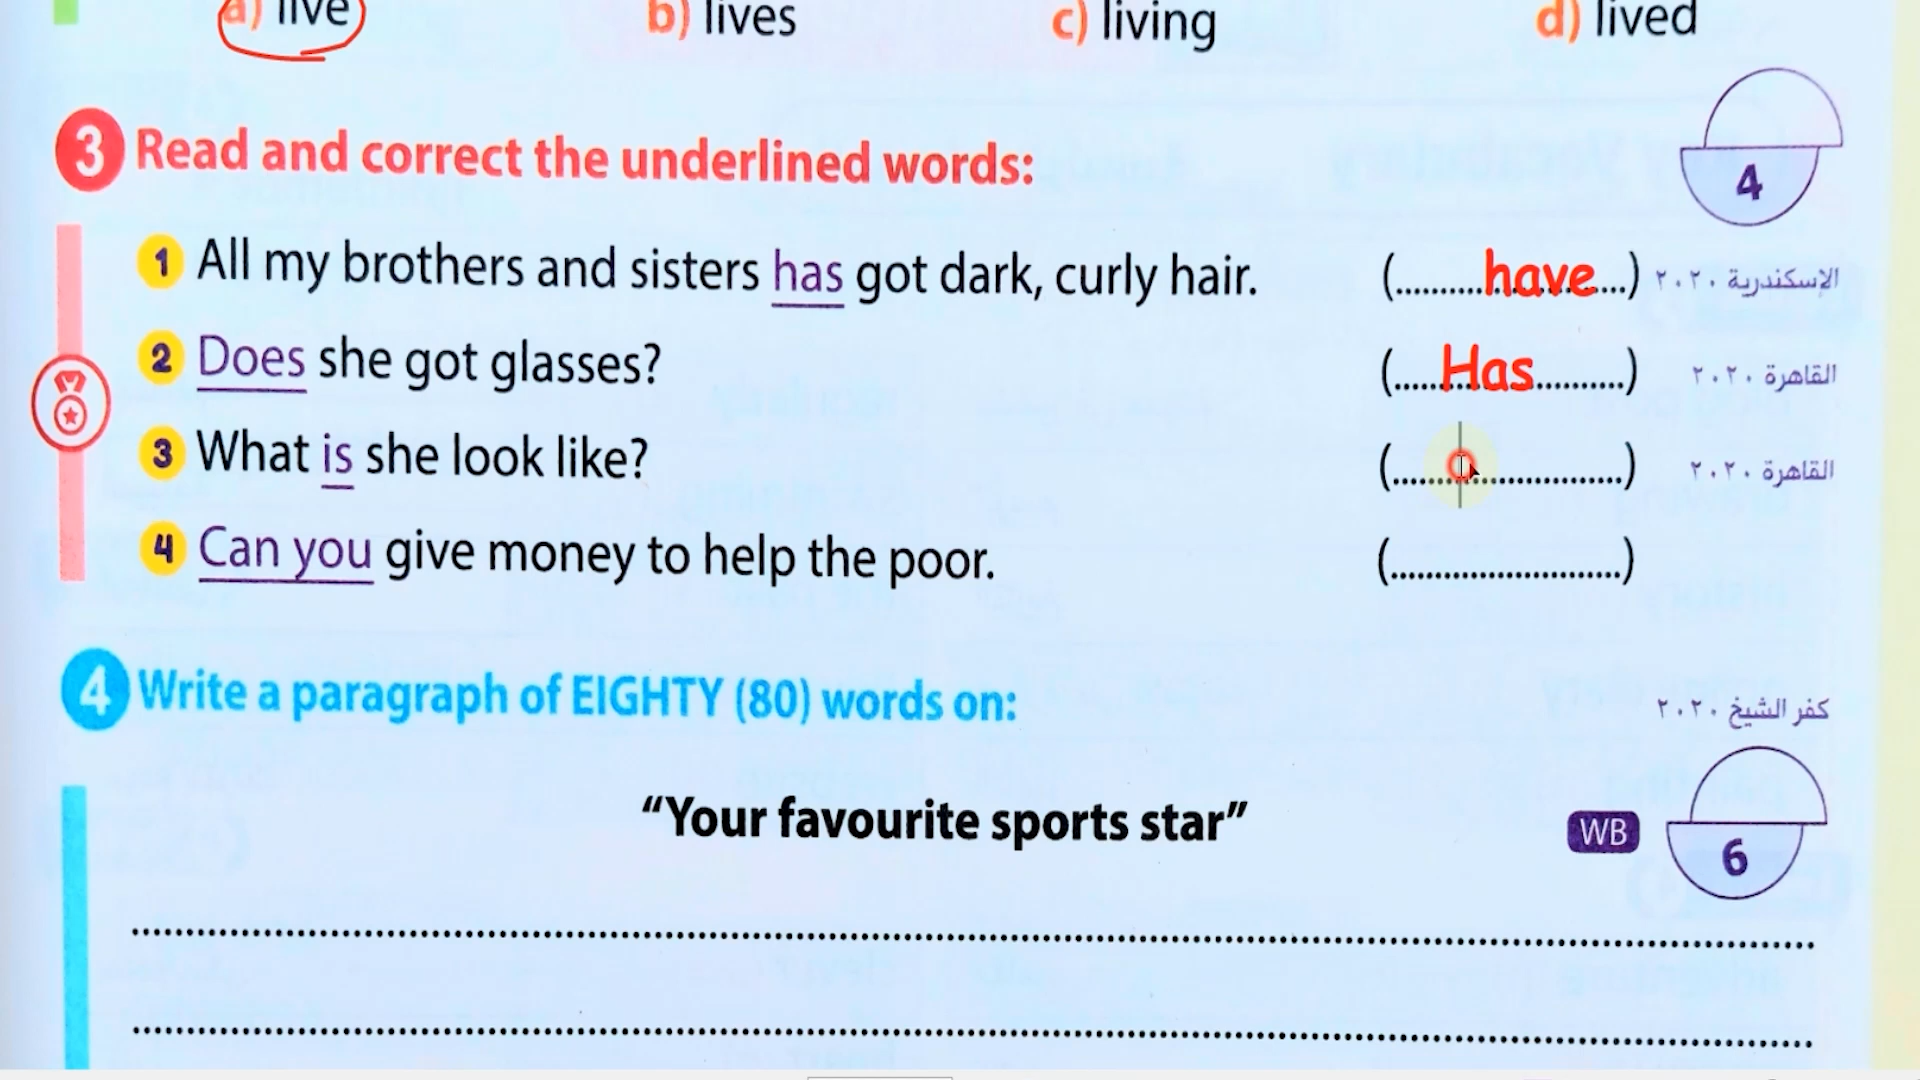 a) live b) lives c) living d) lived
3 Read and correct the underlined words:
4
1 All my brothers and sisters has got dark, curly hair. (..........have...) الإسكندرية ٢٠٢٠
2 Does she got glasses? (.....Has..........) القاهرة ٢٠٢٠
3 What is she look like? (..........................) القاهرة ٢٠٢٠
4 Can you give money to help the poor. (..........................)
4 Write a paragraph of EIGHTY (80) words on: كفر الشيخ ٢٠٢٠
"Your favourite sports star" WB
6